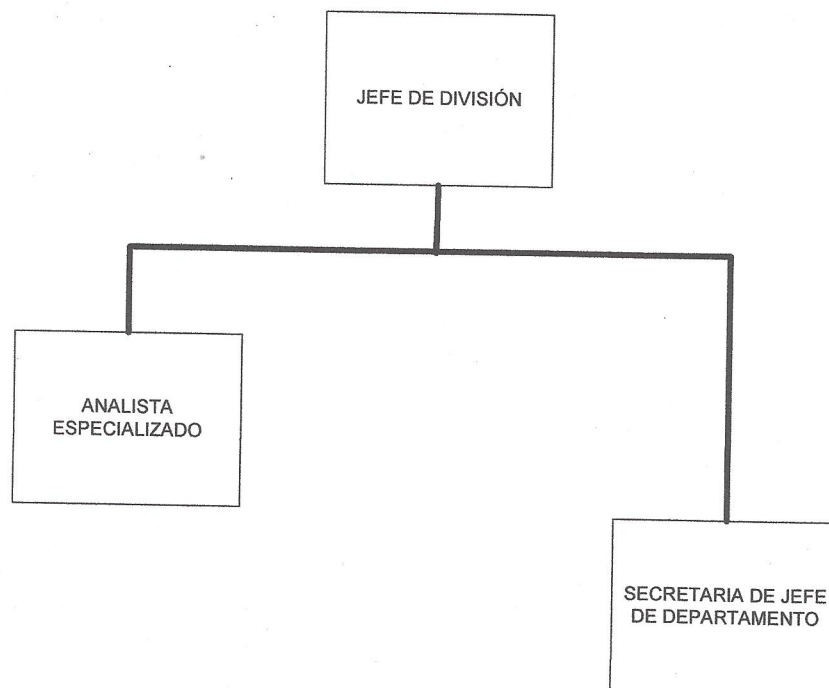 JEFE DE DIVISIÓN
ANALISTA
ESPECIALIZADO
SECRETARIA DE JEFE
DE DEPARTAMENTO